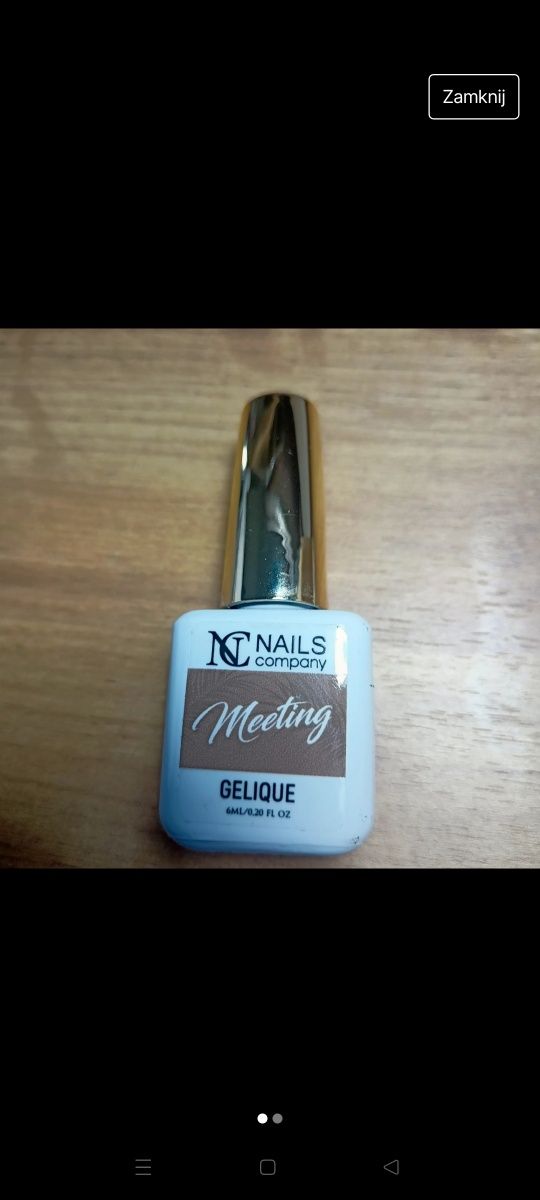 Zamknij
NC NAILS
company
Meeting
GELIQUE
6ML/0,20 FL OZ